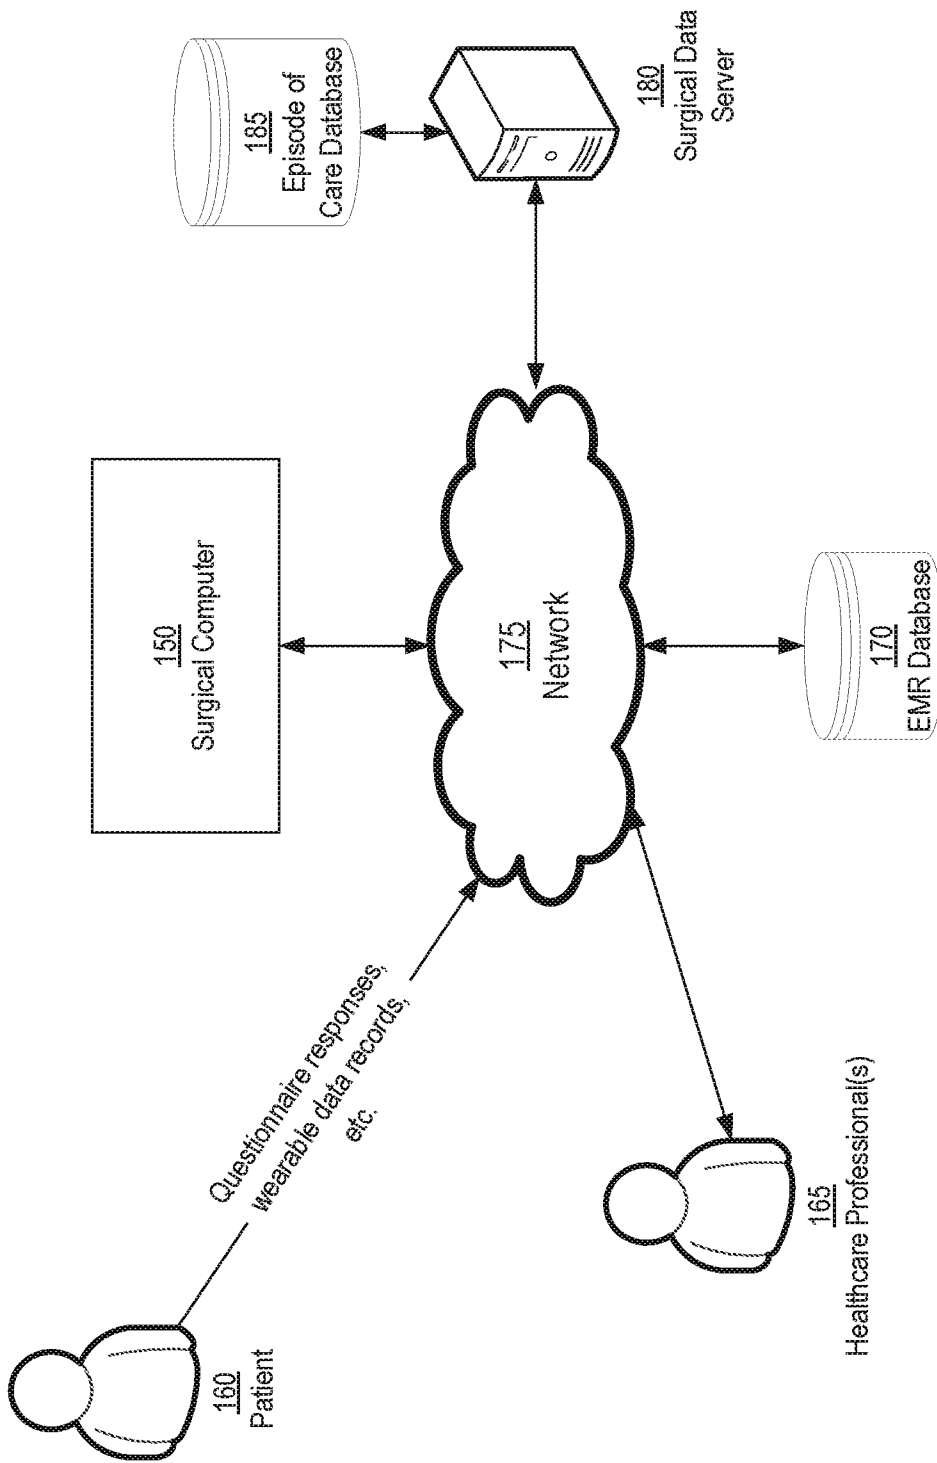 160
Patient
Questionnaire responses,
wearable data records,
etc.
150
Surgical Computer
185
Episode of
Care Database
175
Network
180
Surgical Data
Server
165
Healthcare Professional(s)
170
EMR Database